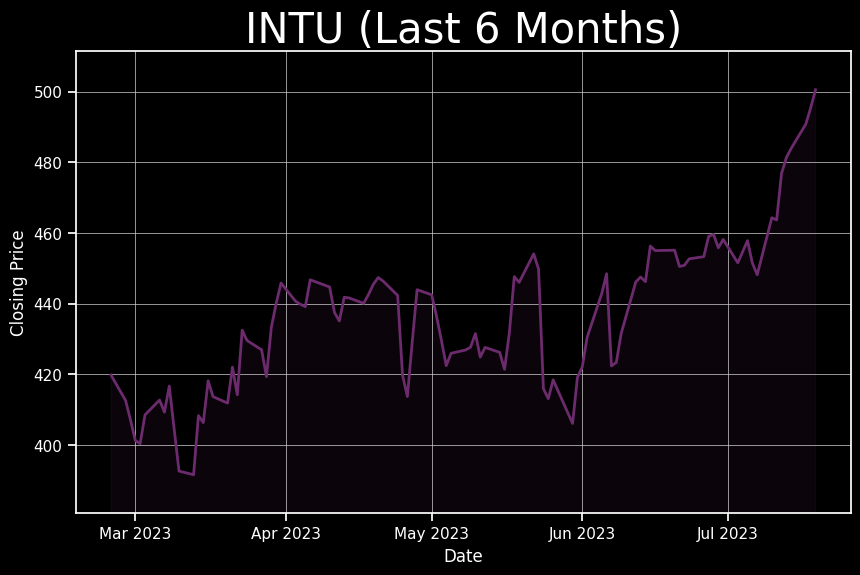 INTU (Last 6 Months)
500
480
460
440
420
400
Closing Price
Mar 2023
Apr 2023
May 2023
Jun 2023
Jul 2023
Date